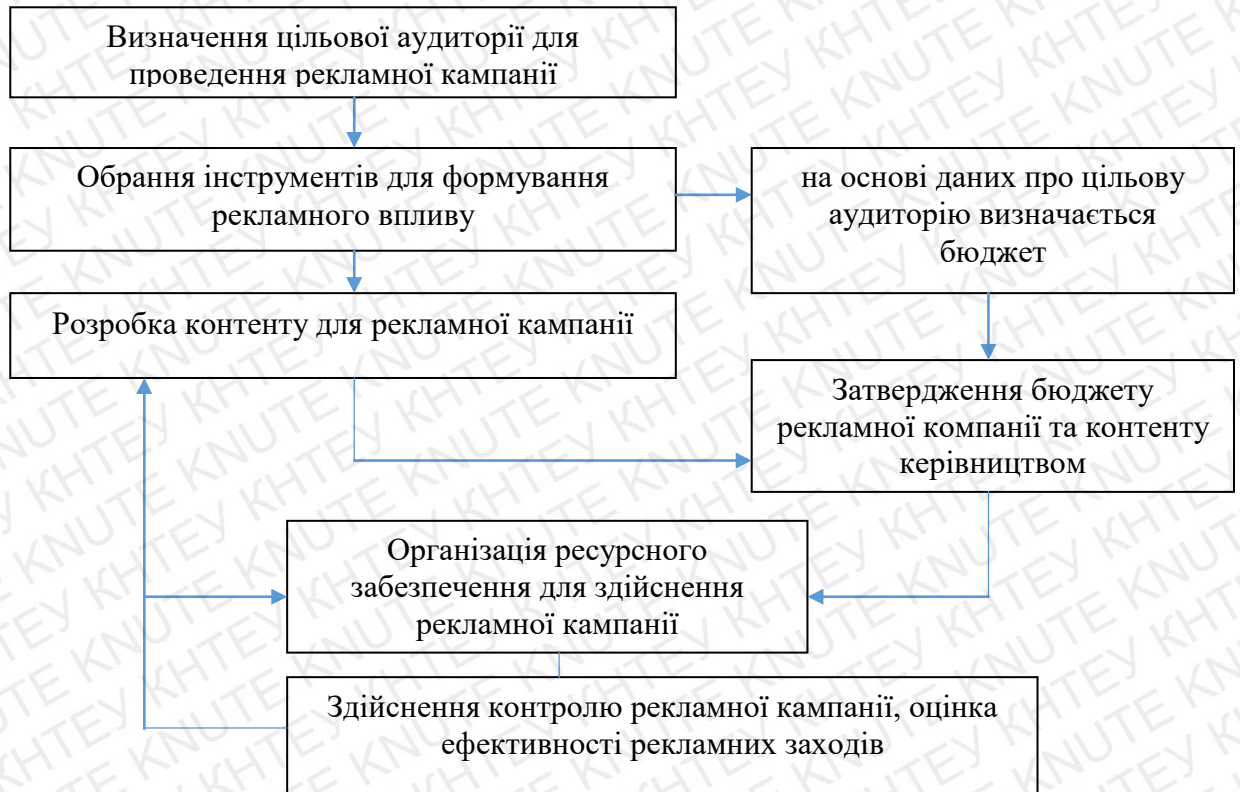 Визначення цільової аудиторії для
проведення рекламної кампанії
Обрання інструментів для формування
рекламного впливу
на основі даних про цільову
аудиторію визначається
бюджет
Розробка контенту для рекламної кампанії
Затвердження бюджету
рекламної компанії та контенту
керівництвом
Організація ресурсного
забезпечення для здійснення
рекламної кампанії
Здійснення контролю рекламної кампанії, оцінка
ефективності рекламних заходів